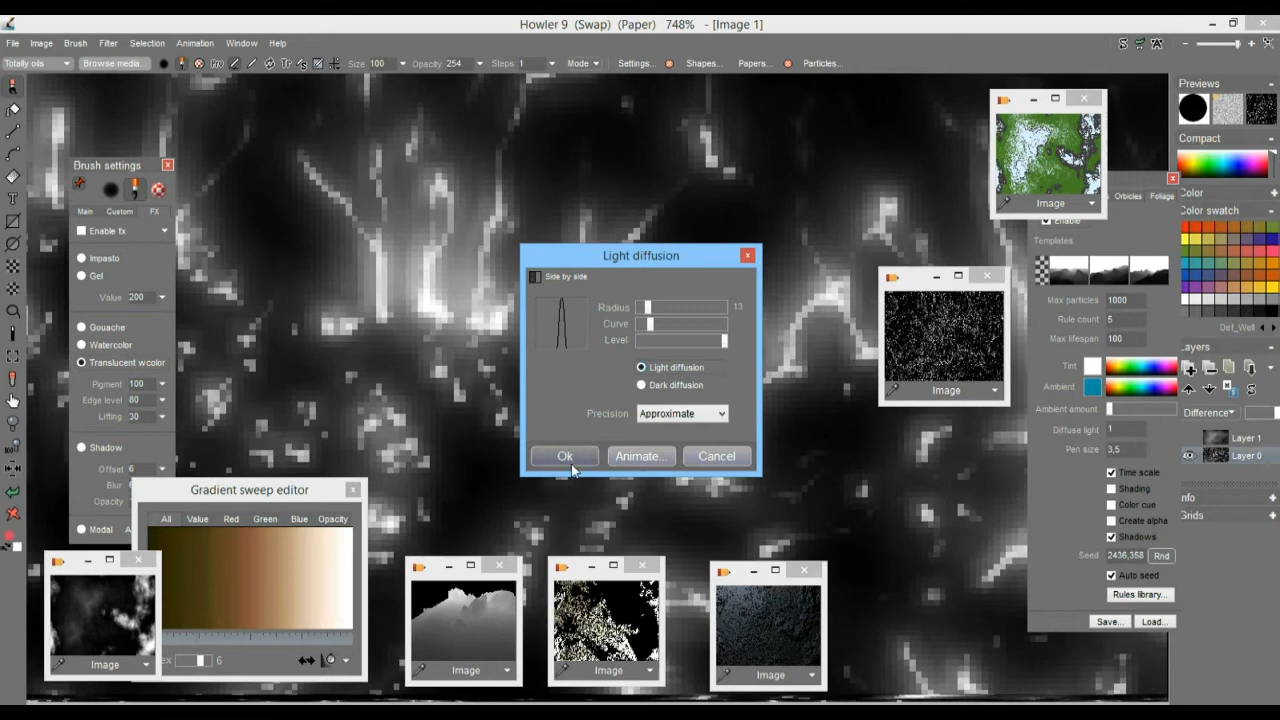 Howler 9 (Swap) (Paper) 748% - [Image 1]
File Image Brush Filter Selection Animation Window Help
Totally oils Browse media... Pro Tr Size 100 Opacity 254 Steps 1 Mode Settings... Shapes... Papers... Particles...
Previews
Compact
Color
Color swatch
Def_Well
Layers
Difference
Layer 1
Layer 0
Info
Grids
Brush settings
Main Custom FX
Enable fx
Impasto
Gel
Value 200
Gouache
Watercolor
Translucent wcolor
Pigment 100
Edge level 80
Lifting 30
Shadow
Offset 6
Blur
Opacity
Modal
Gradient sweep editor
All Value Red Green Blue Opacity
6
Light diffusion
Side by side
Radius 13
Curve
Level
Light diffusion
Dark diffusion
Precision Approximate
Ok Animate... Cancel
Image
Image
Image
Image
Image
Image
Orbicles Foliage
Enable
Templates
Max particles 1000
Rule count 5
Max lifespan 100
Tint
Ambient
Ambient amount
Diffuse light 1
Pen size 3,5
Time scale
Shading
Color cue
Create alpha
Shadows
Seed 2436,358 Rnd
Auto seed
Rules library...
Save... Load...